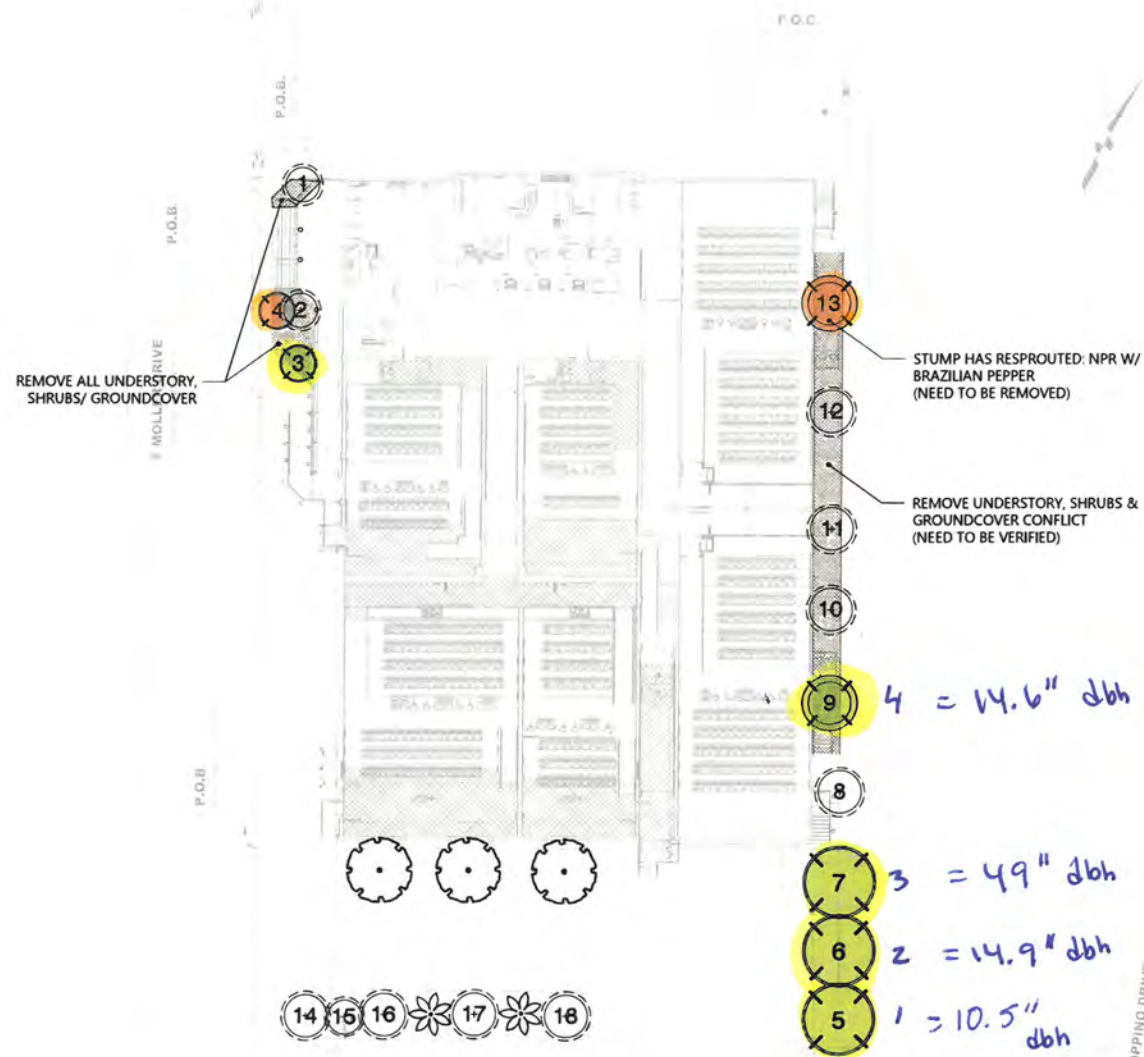 P.O.C.
P.O.B.
P.O.B.
1
4
2
3
REMOVE ALL UNDERSTORY,
SHRUBS/ GROUNDCOVER
13
STUMP HAS RESPROUTED: NPR W/
BRAZILIAN PEPPER
(NEED TO BE REMOVED)
12
REMOVE UNDERSTORY, SHRUBS &
GROUNDCOVER CONFLICT
(NEED TO BE VERIFIED)
11
10
9
4 = 14.6" dbh
P.O.B
8
7
3 = 49" dbh
6
2 = 14.9" dbh
5
1 = 10.5"
dbh
14
15
16
17
18